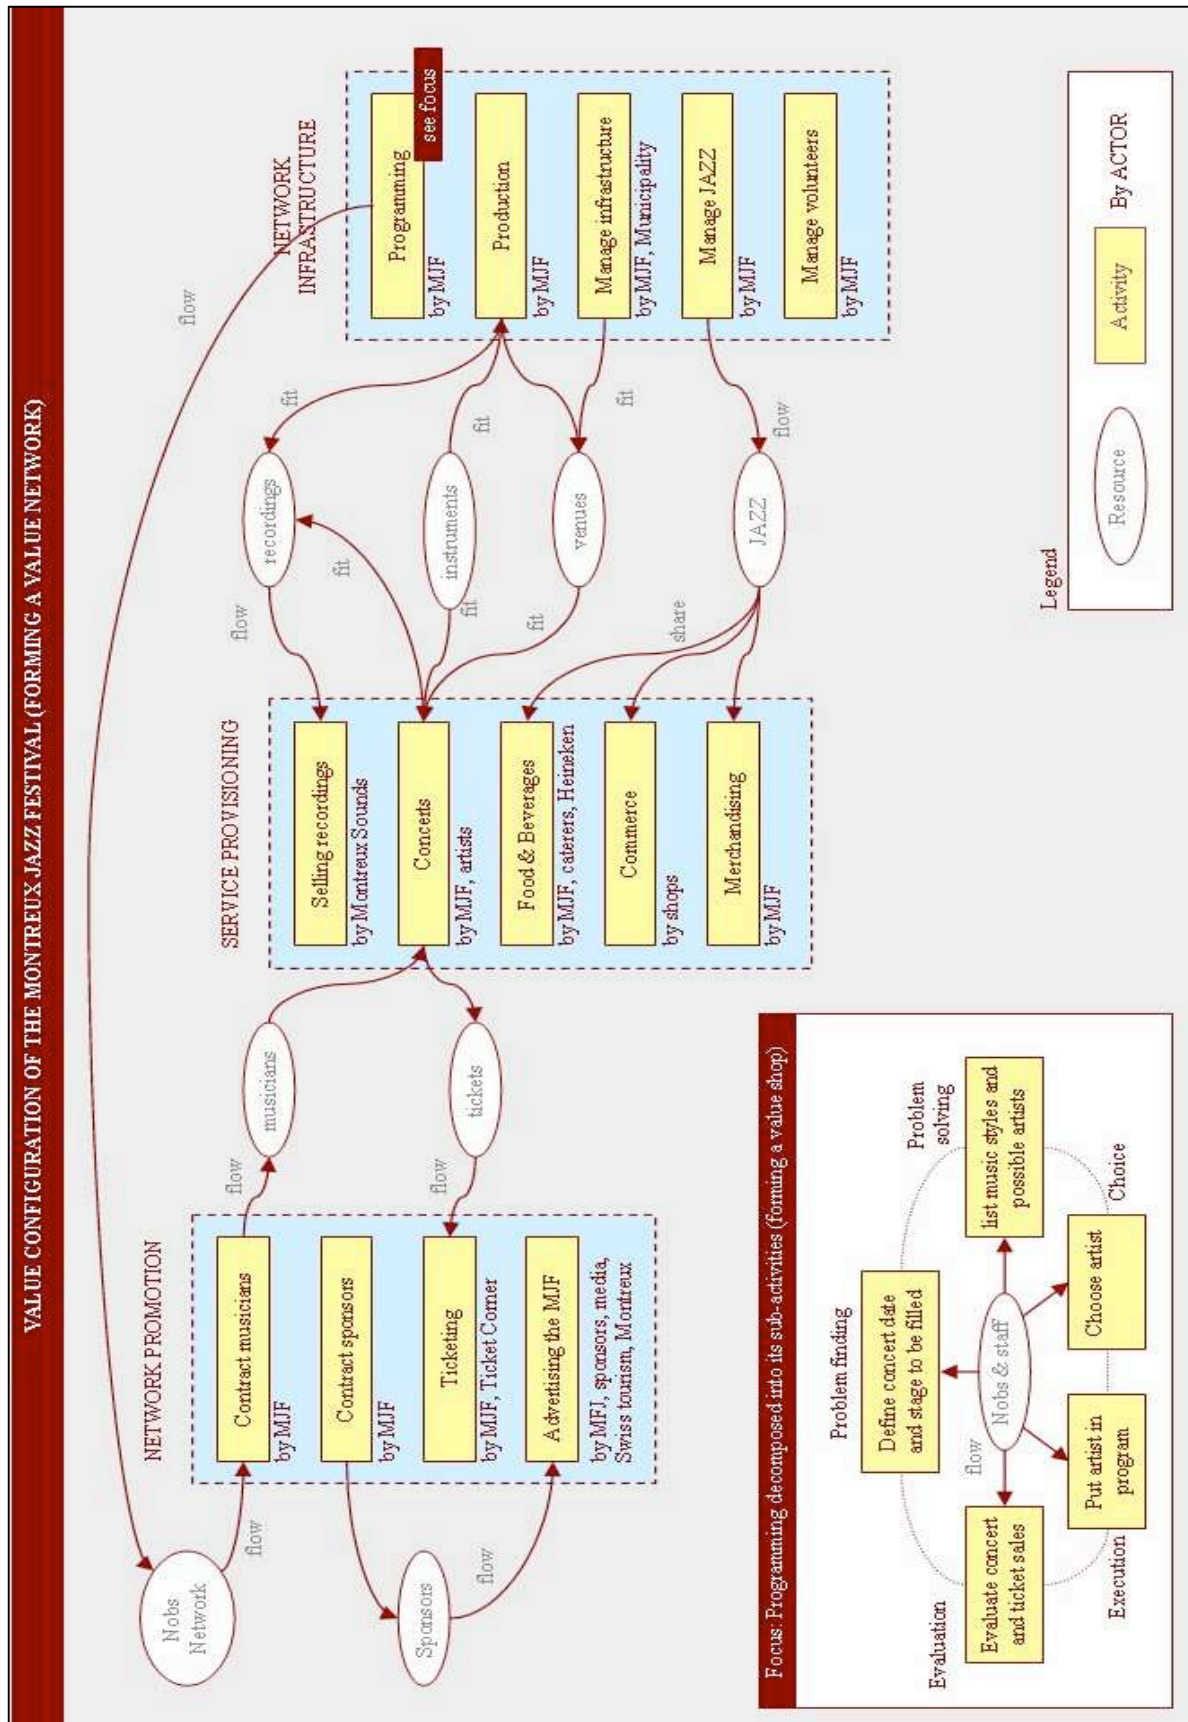 VALUE CONFIGURATION OF THE MONTREUX JAZZ FESTIVAL (FORMING A VALUE NETWORK)
Nobs
Network
flow
flow
Sponsors
flow
NETWORK PROMOTION
Contract musicians
by MJF
Contract sponsors
by MJF
Ticketing
by MJF, Ticket Corner
Advertising the MJF
by MFJ, sponsors, media,
Swiss tourism, Montreux
flow
musicians
flow
tickets
SERVICE PROVISIONING
Selling recordings
by Montreux Sounds
Concerts
by MJF, artists
Food & Beverages
by MJF, caterers, Heineken
Commerce
by shops
Merchandising
by MJF
flow
recordings
fit
fit
fit
instruments
fit
fit
venues
fit
share
JAZZ
flow
NETWORK
INFRASTRUCTURE
Programming
see focus
by MJF
Production
by MJF
Manage infrastructure
by MJF, Municipality
Manage JAZZ
by MJF
Manage volunteers
by MJF
Focus: Programming decomposed into its sub-activities (forming a value shop)
Problem finding
Define concert date
and stage to be filled
Problem
solving
list music styles and
possible artists
Choice
Choose artist
Nobs & staff
flow
Put artist in
program
Execution
Evaluation
Evaluate concert
and ticket sales
Legend
Resource
Activity
By ACTOR